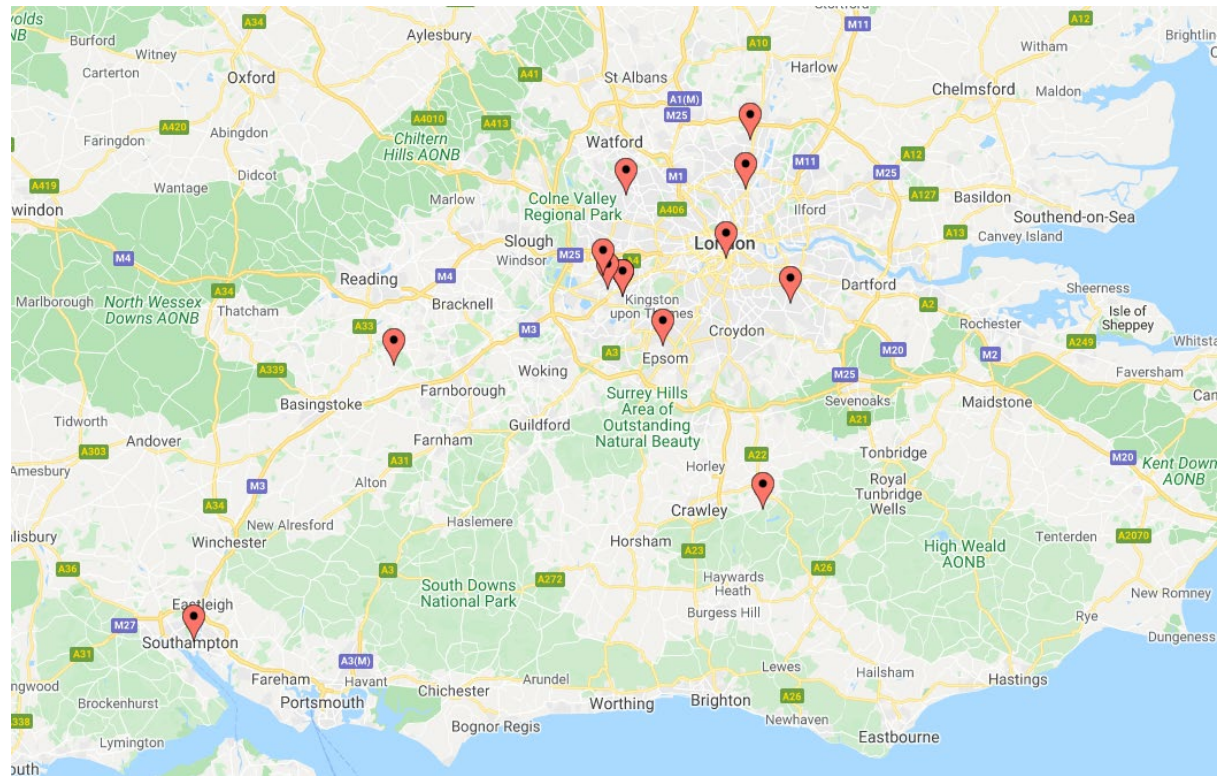 Stortford
A12
volds
NB
A34
Aylesbury
M11
Burford
Witney
A10
Witham
Brightlin
Carterton
Oxford
A41
St Albans
Harlow
Chelmsford
Maldon
A1(M)
M25
Faringdon
A420
Abingdon
A4010
A413
Chiltern
Hills AONB
Watford
M11
A12
Didcot
Wantage
Marlow
M1
M25
A419
windon
Colne Valley
Regional Park
A406
Ilford
A127
Basildon
Southend-on-Sea
A13
Canvey Island
Slough
Windsor
M25
A4
London
M4
Reading
M4
Dartford
Sheerness
Marlborough
North Wessex
Downs AONB
A34
Thatcham
Bracknell
Kingston
upon Thames
A2
Isle of
Sheppey
A33
M3
Croydon
Rochester
Whitsta
A339
A3
Epsom
M20
M2
A249
Woking
Farnborough
M25
Faversham
Basingstoke
Surrey Hills
Area of
Outstanding
Natural Beauty
Sevenoaks
Maidstone
Can
Tidworth
A21
Andover
Farnham
Guildford
A303
A31
A22
Tonbridge
M20
Kent Down
AONB
Amesbury
M3
Alton
Horley
Royal
Tunbridge
Wells
A34
New Alresford
Haslemere
Crawley
alisbury
Winchester
Horsham
A23
High Weald
AONB
Tenterden
A2070
A36
A3
South Downs
National Park
A272
Haywards
Heath
A26
New Romney
Eastleigh
Burgess Hill
Rye
M27
Southampton
Dungeness
A31
A3(M)
Lewes
Hailsham
ngwood
Fareham
Havant
Chichester
Arundel
Hastings
Brockenhurst
Portsmouth
Worthing
Brighton
A26
A338
Bognor Regis
Newhaven
Eastbourne
Lymington
outh